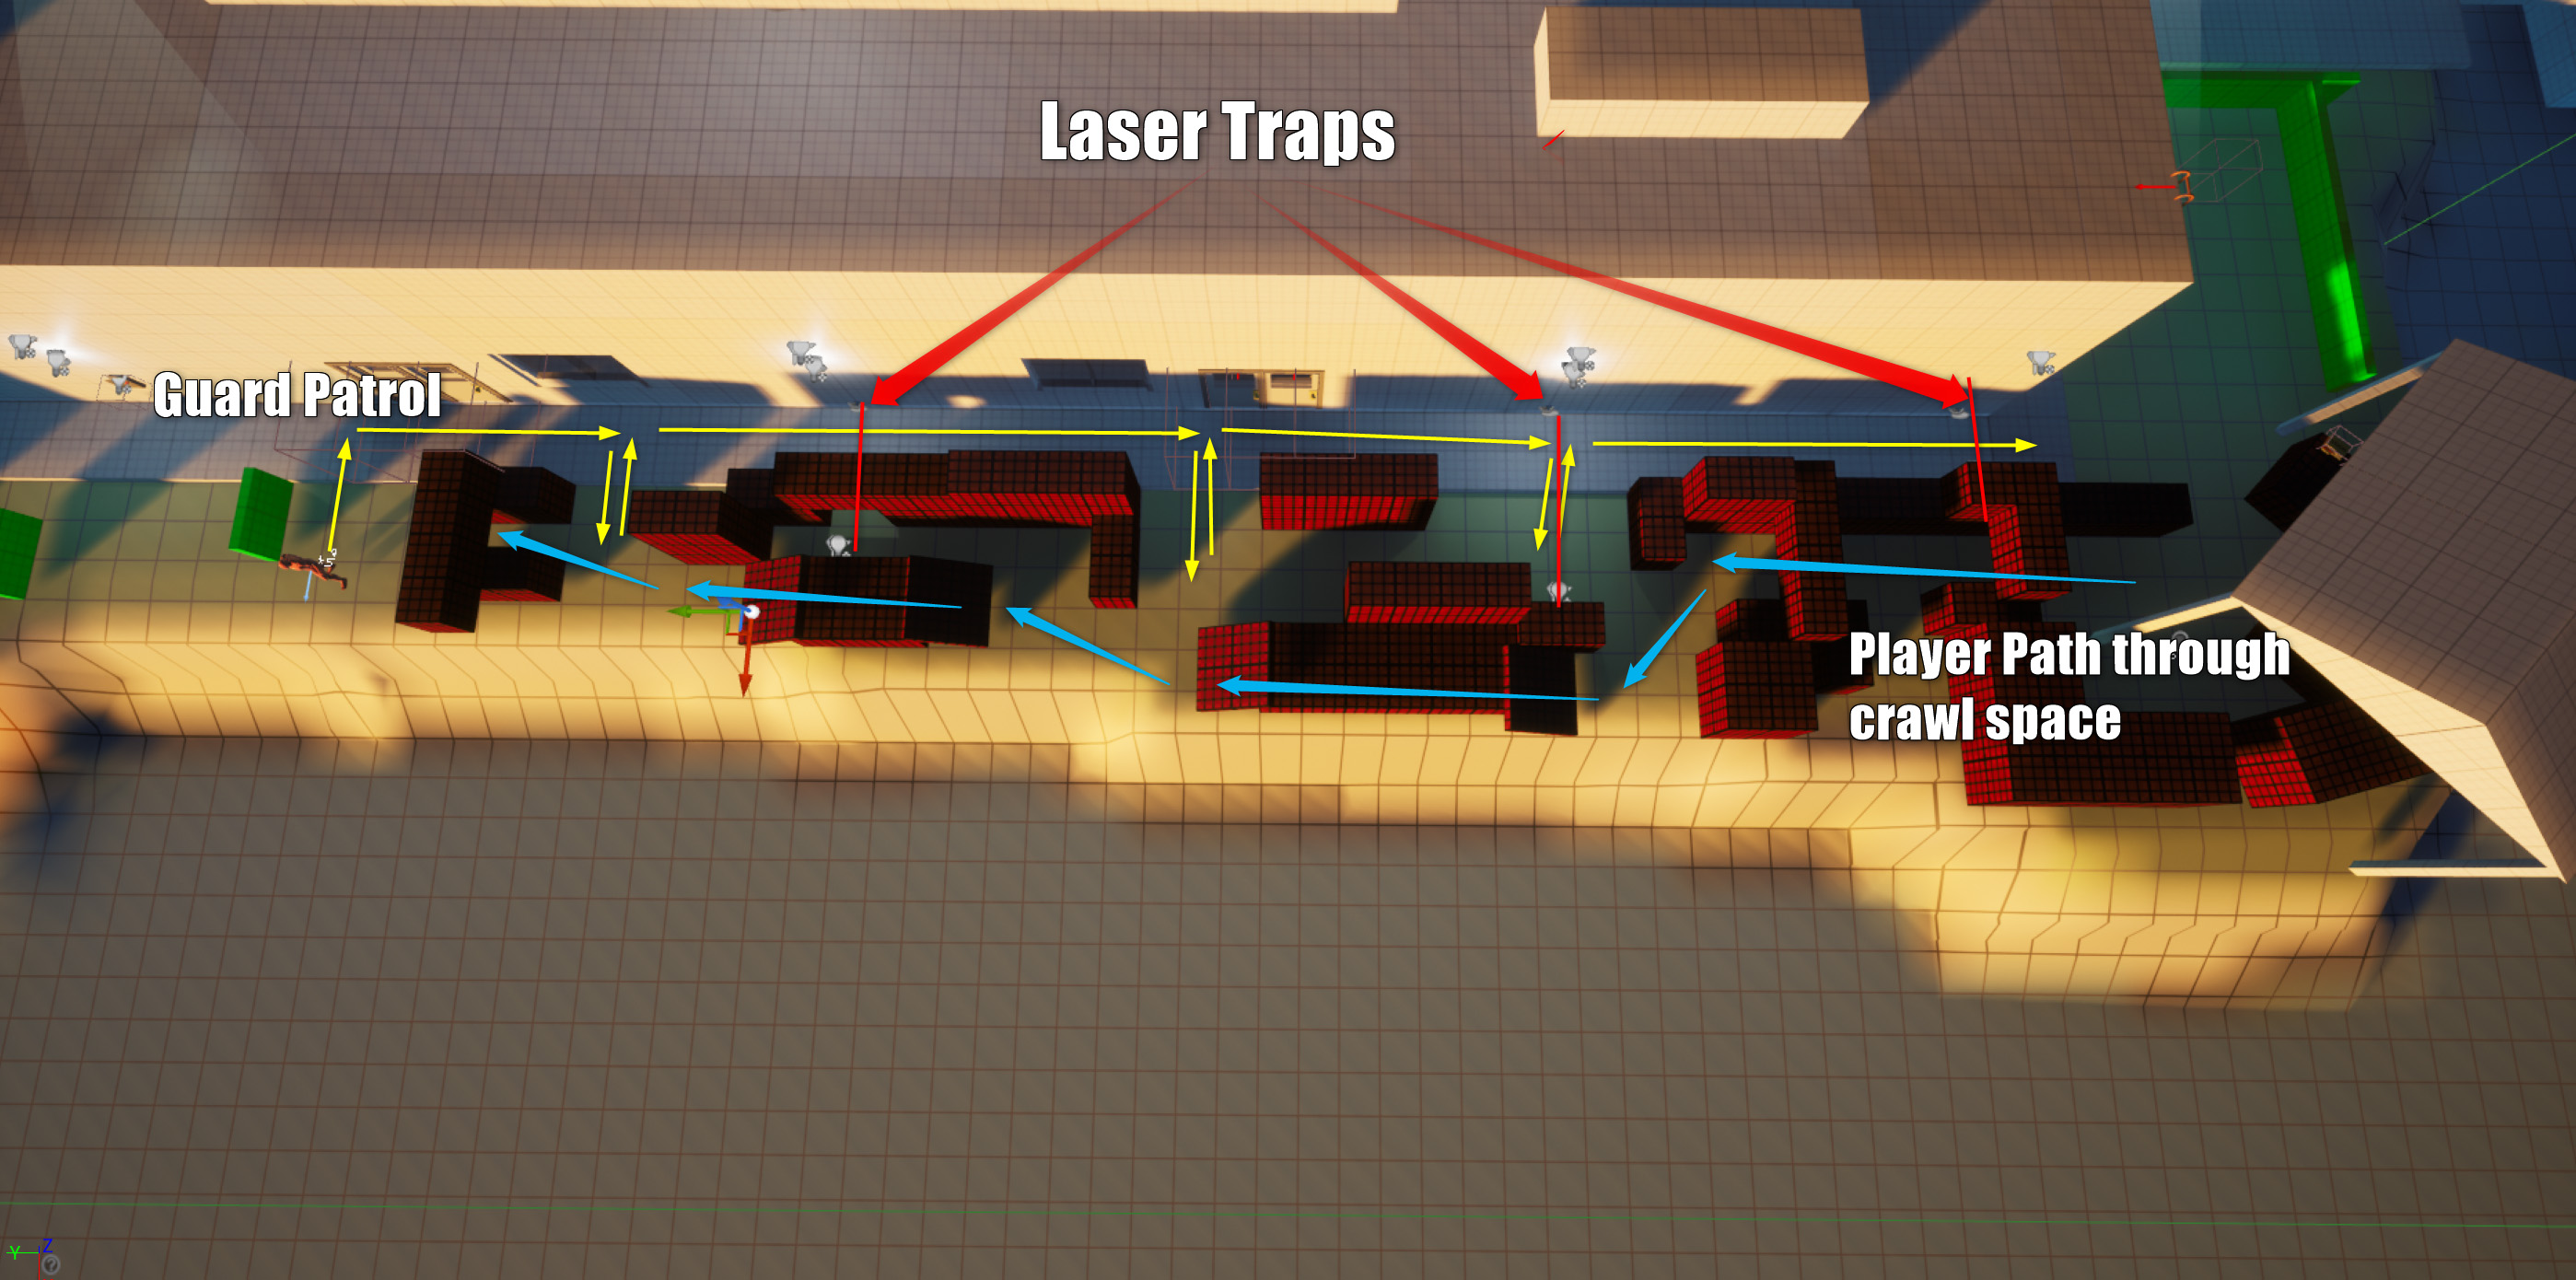 Laser Traps
Guard Patrol
Player Path through
crawl space
Y
Z
?